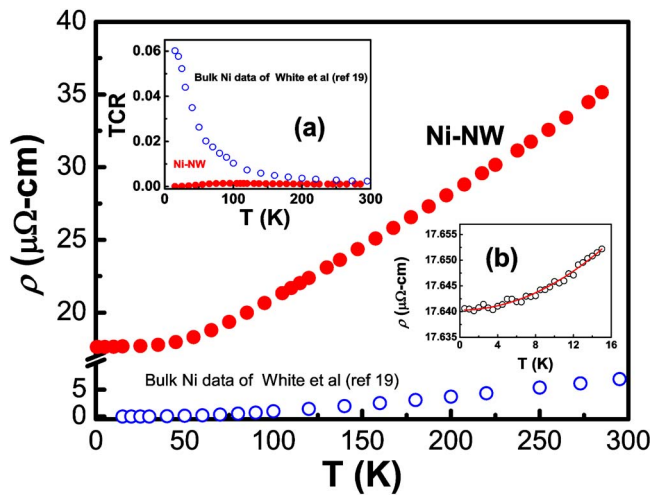 40
35
30
25
20
5
0
ρ (μΩ-cm)
0.06
0.04
0.02
0.00
TCR
Bulk Ni data of White et al (ref 19)
(a)
Ni-NW
0 100 200 300
T (K)
Ni-NW
17.655
17.650
17.645
17.640
17.635
ρ (μΩ-cm)
(b)
0 4 8 12 16
T (K)
Bulk Ni data of White et al (ref 19)
0 50 100 150 200 250 300
T (K)